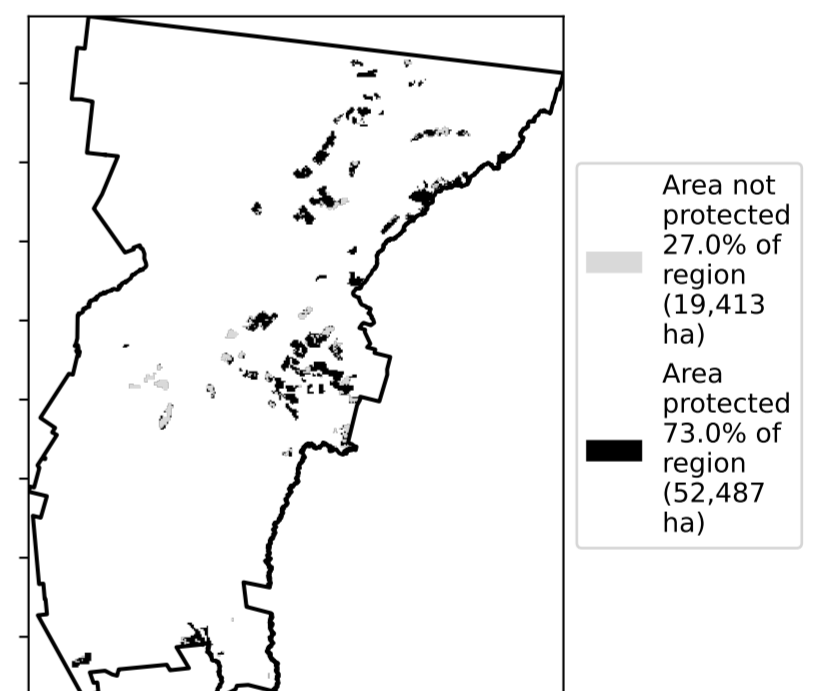 Area not
protected
27.0% of
region
(19,413
ha)
Area
protected
73.0% of
region
(52,487
ha)